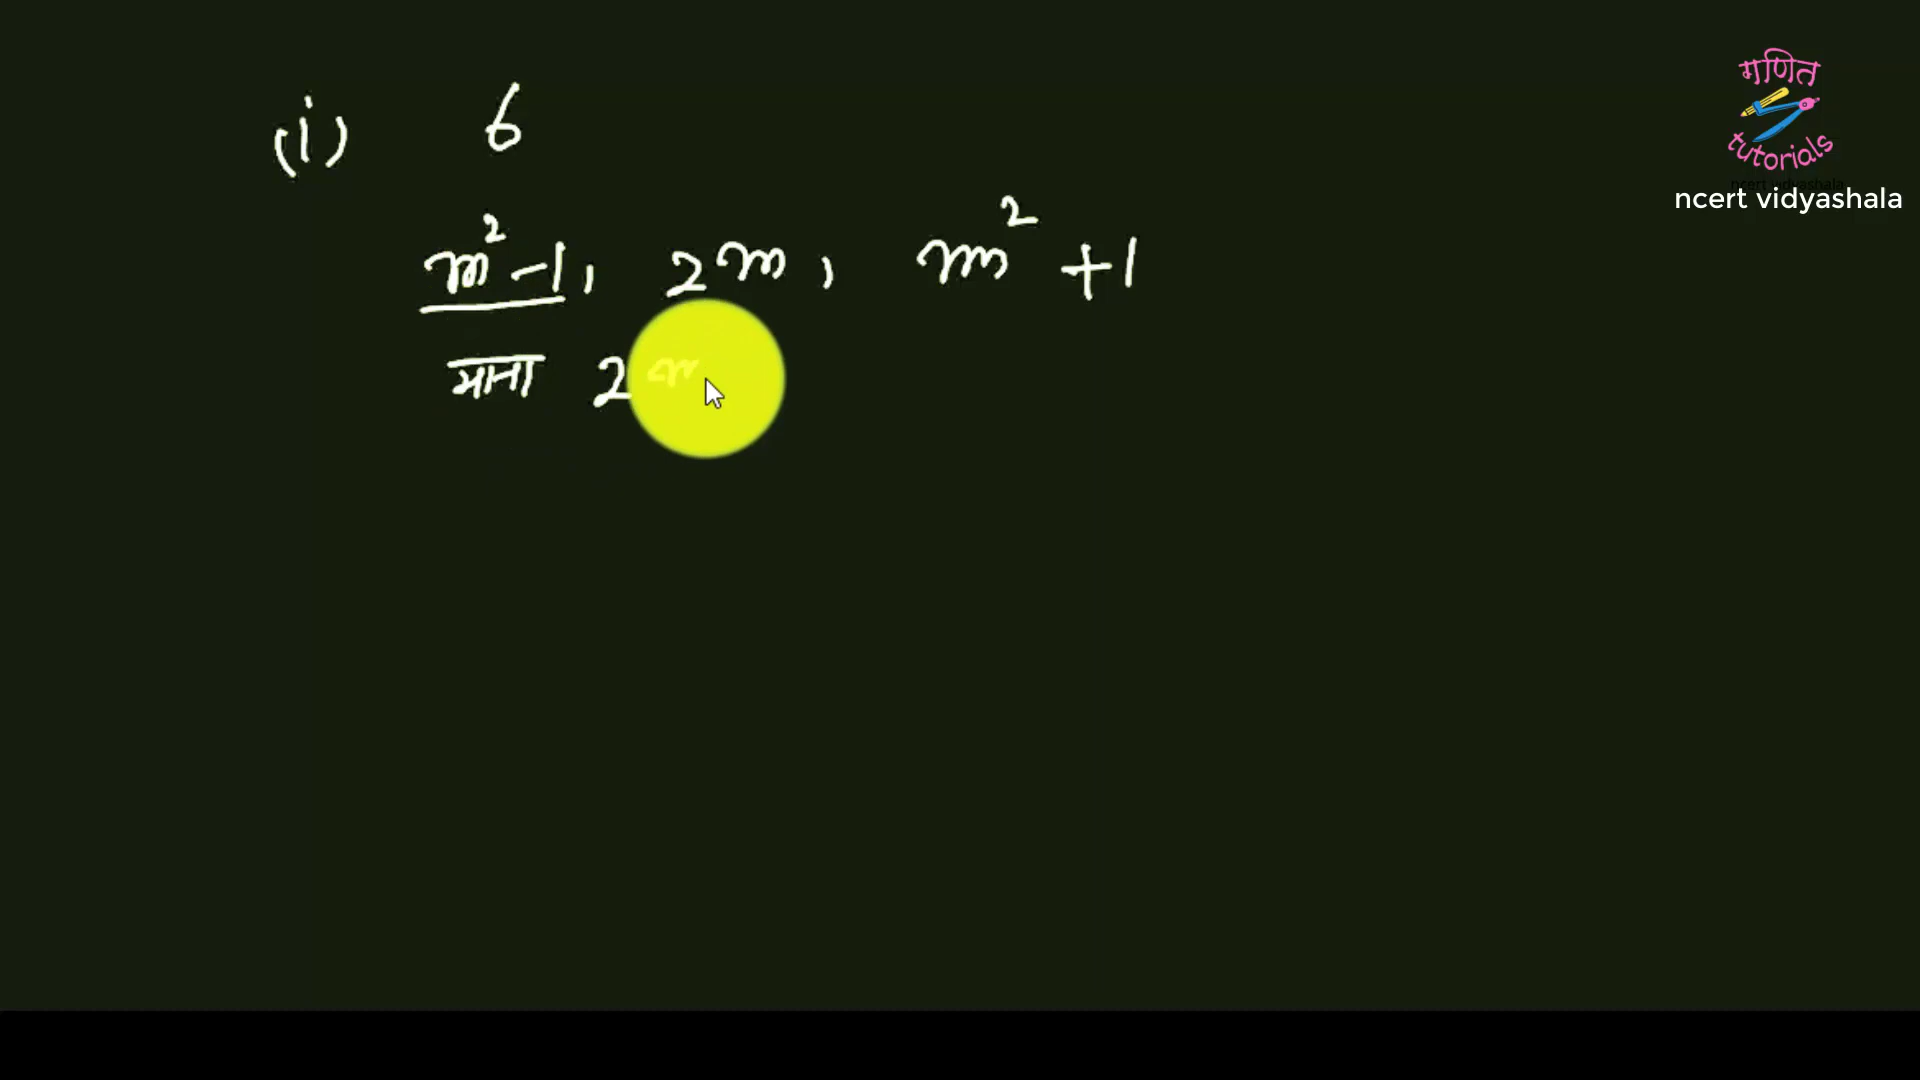 (i) 6
m² - 1, 2m, m² + 1
माना 2m
गणित
tutorials
ncert vidyashala